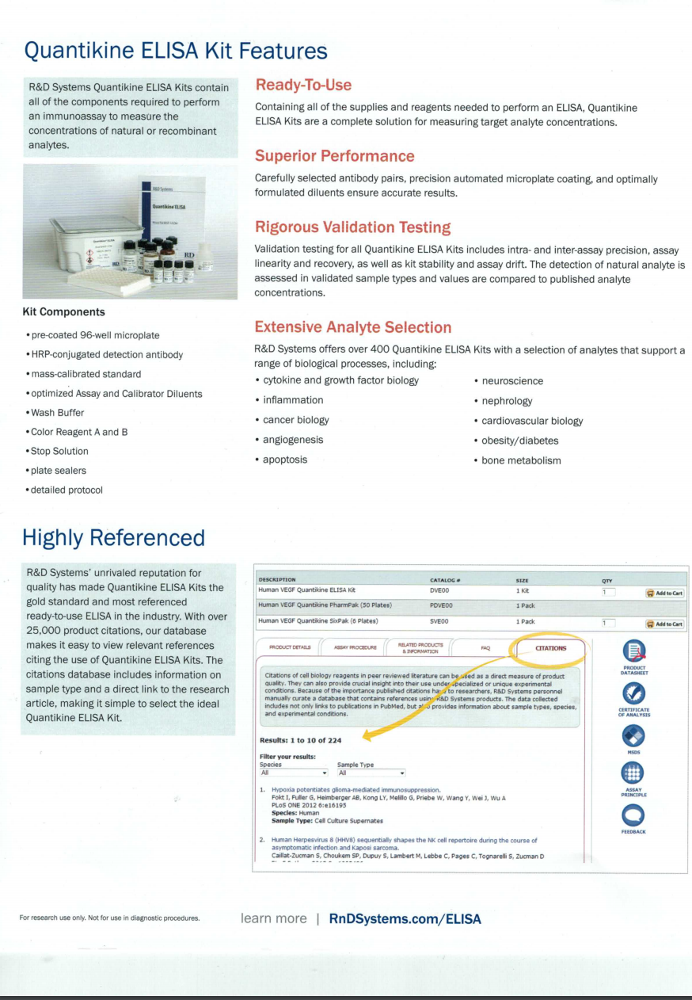 Quantikine ELISA Kit Features
R&D Systems Quantikine ELISA Kits contain
all of the components required to perform
an immunoassay to measure the
concentrations of natural or recombinant
analytes.
R&D Systems
Quantikine ELISA
Quantikine ELISA
RD
RD
Kit Components
• pre-coated 96-well microplate
• HRP-conjugated detection antibody
• mass-calibrated standard
• optimized Assay and Calibrator Diluents
• Wash Buffer
• Color Reagent A and B
• Stop Solution
• plate sealers
• detailed protocol
Ready-To-Use
Containing all of the supplies and reagents needed to perform an ELISA, Quantikine
ELISA Kits are a complete solution for measuring target analyte concentrations.
Superior Performance
Carefully selected antibody pairs, precision automated microplate coating, and optimally
formulated diluents ensure accurate results.
Rigorous Validation Testing
Validation testing for all Quantikine ELISA Kits includes intra- and inter-assay precision, assay
linearity and recovery, as well as kit stability and assay drift. The detection of natural analyte is
assessed in validated sample types and values are compared to published analyte
concentrations.
Extensive Analyte Selection
R&D Systems offers over 400 Quantikine ELISA Kits with a selection of analytes that support a
range of biological processes, including:
• cytokine and growth factor biology
• inflammation
• cancer biology
• angiogenesis
• apoptosis
• neuroscience
• nephrology
• cardiovascular biology
• obesity/diabetes
• bone metabolism
Highly Referenced
R&D Systems' unrivaled reputation for
quality has made Quantikine ELISA Kits the
gold standard and most referenced
ready-to-use ELISA in the industry. With over
25,000 product citations, our database
makes it easy to view relevant references
citing the use of Quantikine ELISA Kits. The
citations database includes information on
sample type and a direct link to the research
article, making it simple to select the ideal
Quantikine ELISA Kit.
DESCRIPTION CATALOG # SIZE QTY
Human VEGF Quantikine ELISA Kit DVE00 1 Kit 1 Add to Cart
Human VEGF Quantikine PharmPak (50 Plates) PDVE00 1 Pack
Human VEGF Quantikine SixPak (6 Plates) SVE00 1 Pack 1 Add to Cart
PRODUCT DETAILS ASSAY PROCEDURE RELATED PRODUCTS & INFORMATION FAQ CITATIONS
Citations of cell biology reagents in peer reviewed literature can be used as a direct measure of product
quality. They can also provide crucial insight into their use under specialized or unique experimental
conditions. Because of the importance published citations have to researchers, R&D Systems personnel
manually curate a database that contains references using R&D Systems products. The data collected
includes not only links to publications in PubMed, but also provides information about sample types, species,
and experimental conditions.
Results: 1 to 10 of 224
Filter your results:
Species Sample Type
All All
1. Hypoxia potentiates glioma-mediated immunosuppression.
Fokt I, Fuller G, Heimberger AB, Kong LY, Melillo G, Priebe W, Wang Y, Wei J, Wu A
PLoS ONE 2012 6:e16195
Species: Human
Sample Type: Cell Culture Supernates
2. Human Herpesvirus 8 (HHV8) sequentially shapes the NK cell repertoire during the course of
asymptomatic infection and Kaposi sarcoma.
Caillat-Zucman S, Choukem SP, Dupuy S, Lambert M, Lebbe C, Pages C, Tognarelli S, Zucman D
PRODUCT
DATASHEET
CERTIFICATE
OF ANALYSIS
MSDS
ASSAY
PRINCIPLE
FEEDBACK
For research use only. Not for use in diagnostic procedures.
learn more | RnDSystems.com/ELISA